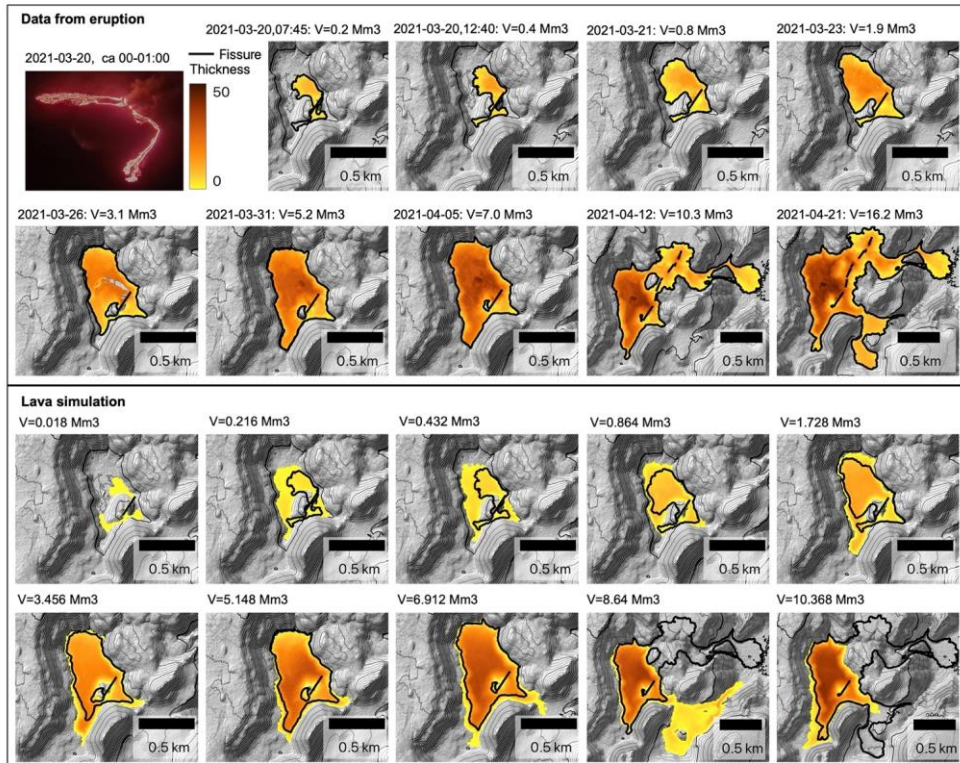 Data from eruption
2021-03-20, ca 00-01:00
Fissure
Thickness
50
0
2021-03-20,07:45: V=0.2 Mm3
0.5 km
2021-03-20,12:40: V=0.4 Mm3
0.5 km
2021-03-21: V=0.8 Mm3
0.5 km
2021-03-23: V=1.9 Mm3
0.5 km
2021-03-26: V=3.1 Mm3
0.5 km
2021-03-31: V=5.2 Mm3
0.5 km
2021-04-05: V=7.0 Mm3
0.5 km
2021-04-12: V=10.3 Mm3
0.5 km
2021-04-21: V=16.2 Mm3
0.5 km
Lava simulation
V=0.018 Mm3
0.5 km
V=0.216 Mm3
0.5 km
V=0.432 Mm3
0.5 km
V=0.864 Mm3
0.5 km
V=1.728 Mm3
0.5 km
V=3.456 Mm3
0.5 km
V=5.148 Mm3
0.5 km
V=6.912 Mm3
0.5 km
V=8.64 Mm3
0.5 km
V=10.368 Mm3
0.5 km